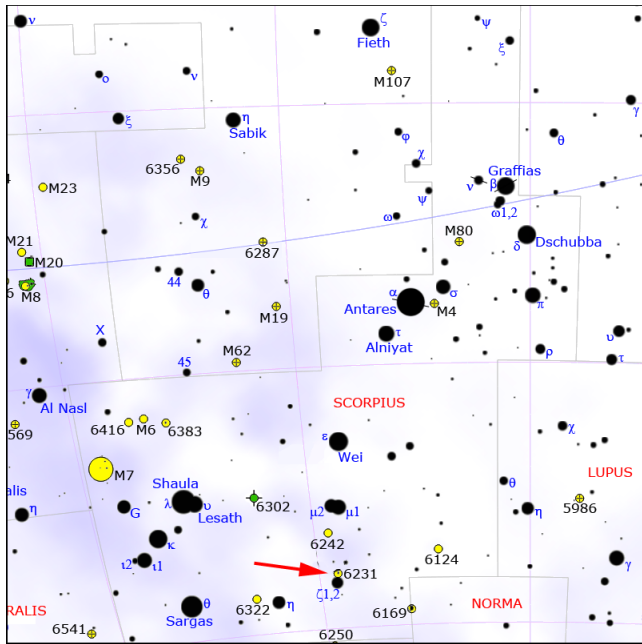 ν
ζ
Fieth
ψ
ξ
ο
ν
M107
γ
ξ
η
Sabik
φ
θ
6356
M9
χ
Graffias
M23
ν
β
ψ
ω1,2
χ
ω
M21
6287
M80
δ
Dschubba
M20
44
M8
θ
α
σ
Antares
M4
π
M19
X
τ
Alniyat
υ
ρ
τ
M62
45
γ
Al Nasl
SCORPIUS
569
6416
M6
6383
ε
Wei
χ
M7
LUPUS
Shaula
θ
alis
λ
υ
6302
5986
η
G
Lesath
μ2
μ1
η
6242
κ
6124
ι2
ι1
6231
γ
ζ1,2
θ
6322
η
6169
NORMA
RALIS
Sargas
6541
6250